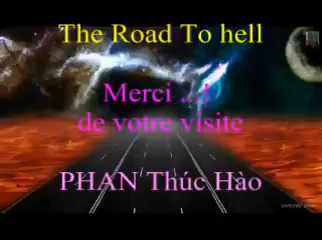 The Road To hell
Merci ...!
de votre visite
PHAN Thúc Hào